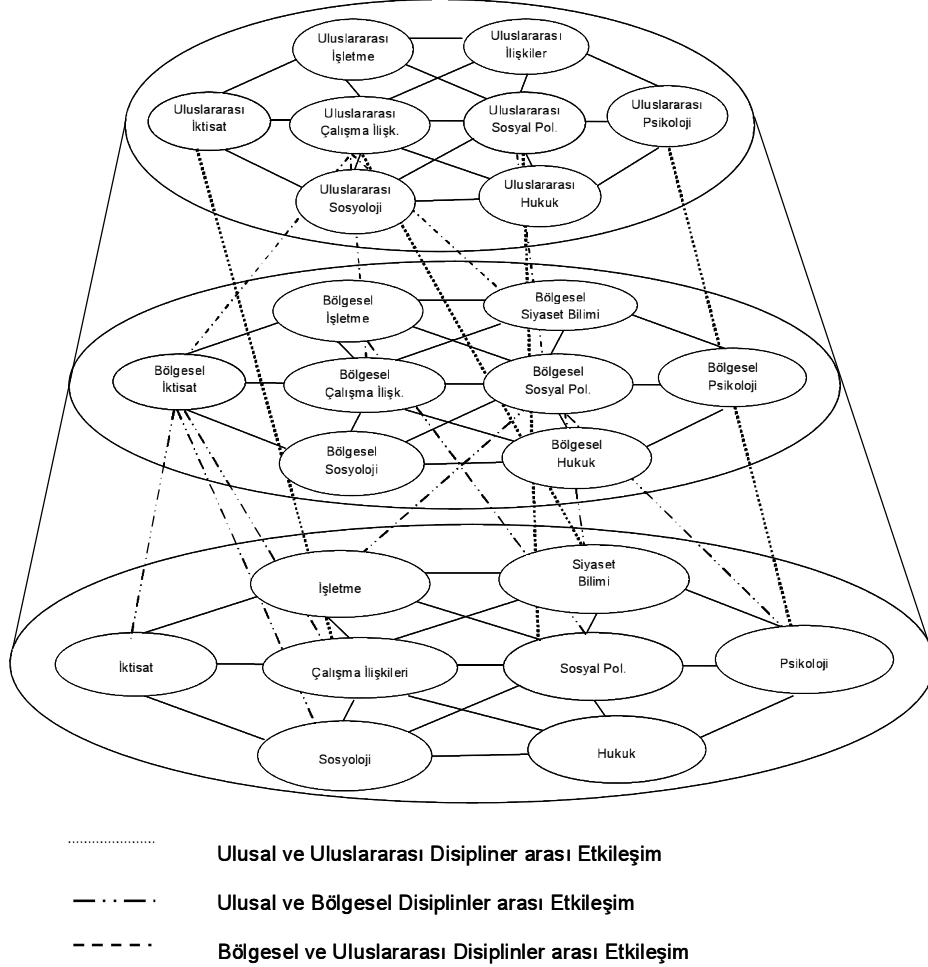 Uluslararası
İşletme
Uluslararası
İlişkiler
Uluslararası
İktisat
Uluslararası
Çalışma İlişk.
Uluslararası
Sosyal Pol.
Uluslararası
Psikoloji
Uluslararası
Sosyoloji
Uluslararası
Hukuk
Bölgesel
İşletme
Bölgesel
Siyaset Bilimi
Bölgesel
İktisat
Bölgesel
Çalışma İlişk.
Bölgesel
Sosyal Pol.
Bölgesel
Psikoloji
Bölgesel
Sosyoloji
Bölgesel
Hukuk
İşletme
Siyaset
Bilimi
İktisat
Çalışma İlişkileri
Sosyal Pol.
Psikoloji
Sosyoloji
Hukuk
Ulusal ve Uluslararası Disipliner arası Etkileşim
Ulusal ve Bölgesel Disiplinler arası Etkileşim
Bölgesel ve Uluslararası Disiplinler arası Etkileşim